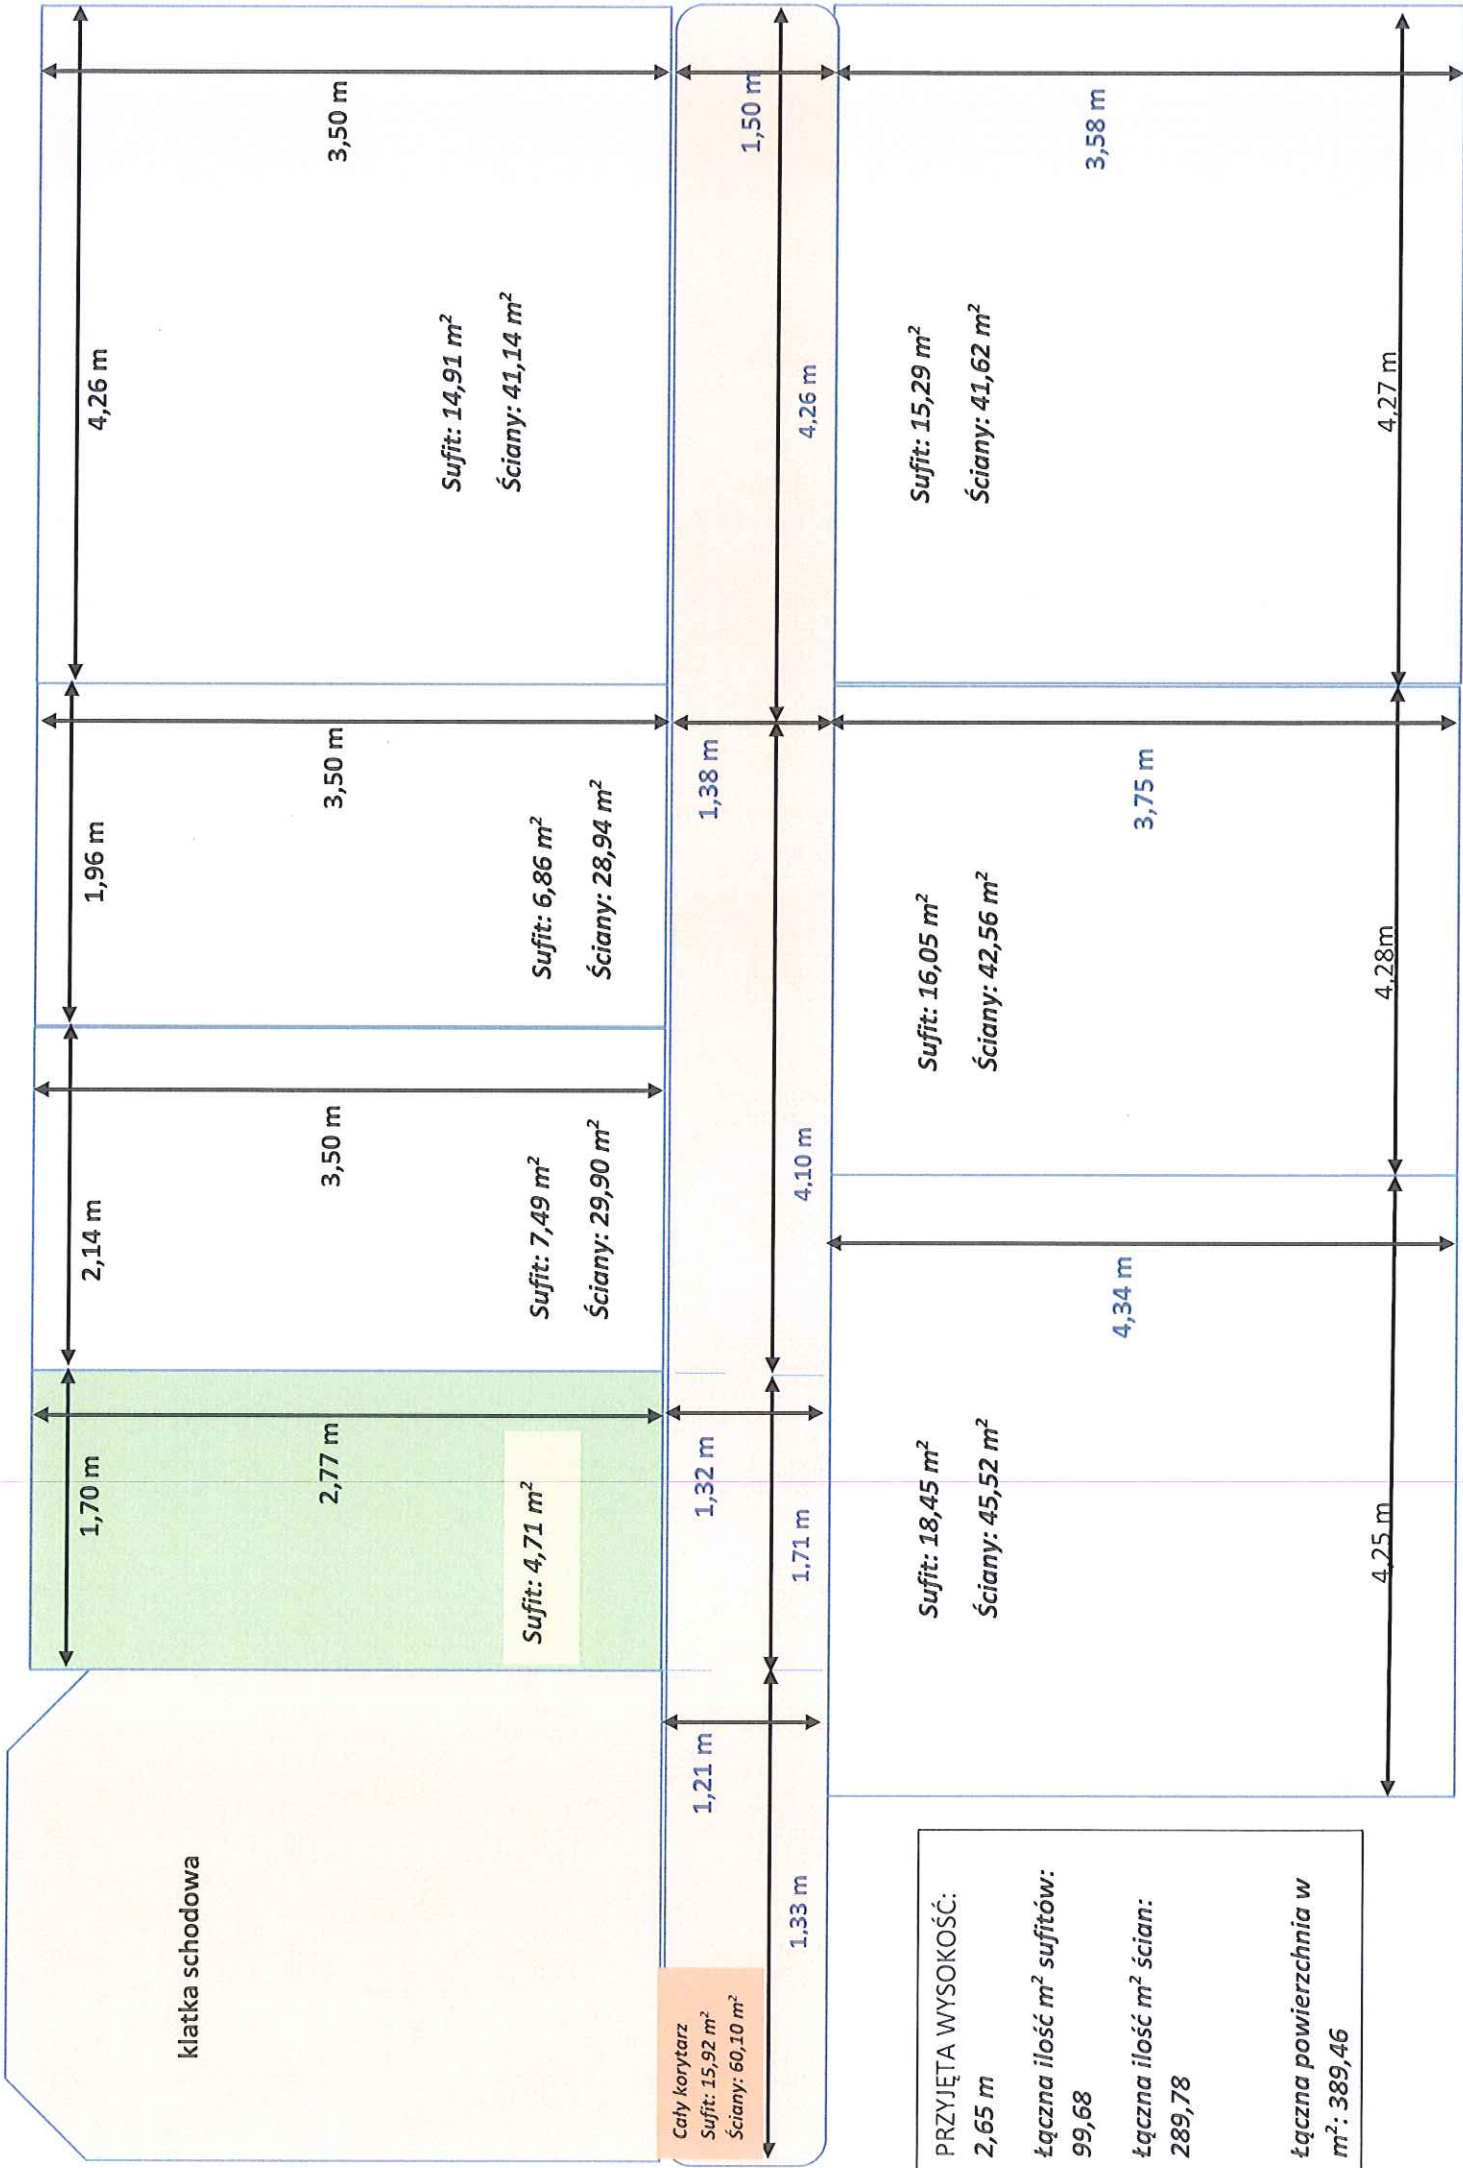 klatka schodowa
1,70 m
2,77 m
Sufit: 4,71 m²
2,14 m
3,50 m
Sufit: 7,49 m²
Ściany: 29,90 m²
1,96 m
3,50 m
Sufit: 6,86 m²
Ściany: 28,94 m²
4,26 m
3,50 m
Sufit: 14,91 m²
Ściany: 41,14 m²
Cały korytarz
Sufit: 15,92 m²
Ściany: 60,10 m²
1,21 m
1,33 m
1,32 m
1,71 m
4,10 m
1,38 m
4,26 m
1,50 m
PRZYJĘTA WYSOKOŚĆ:
2,65 m
Łączna ilość m² sufitów:
99,68
Łączna ilość m² ścian:
289,78
Łączna powierzchnia w
m²: 389,46
Sufit: 18,45 m²
Ściany: 45,52 m²
4,34 m
4,25 m
Sufit: 16,05 m²
Ściany: 42,56 m²
3,75 m
4,28m
Sufit: 15,29 m²
Ściany: 41,62 m²
3,58 m
4,27 m